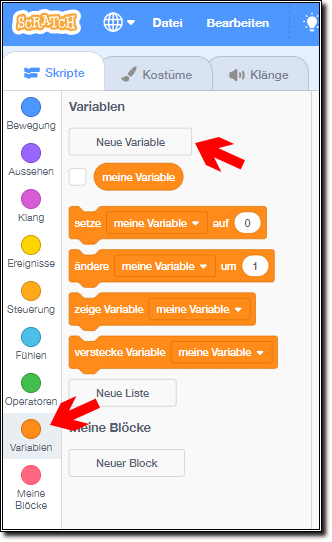 SCRATCH Datei Bearbeiten
Skripte Kostüme Klänge
Bewegung
Aussehen
Klang
Ereignisse
Steuerung
Fühlen
Operatoren
Variablen
Meine
Blöcke
Variablen
Neue Variable
meine Variable
setze meine Variable auf 0
ändere meine Variable um 1
zeige Variable meine Variable
verstecke Variable meine Variable
Neue Liste
Meine Blöcke
Neuer Block